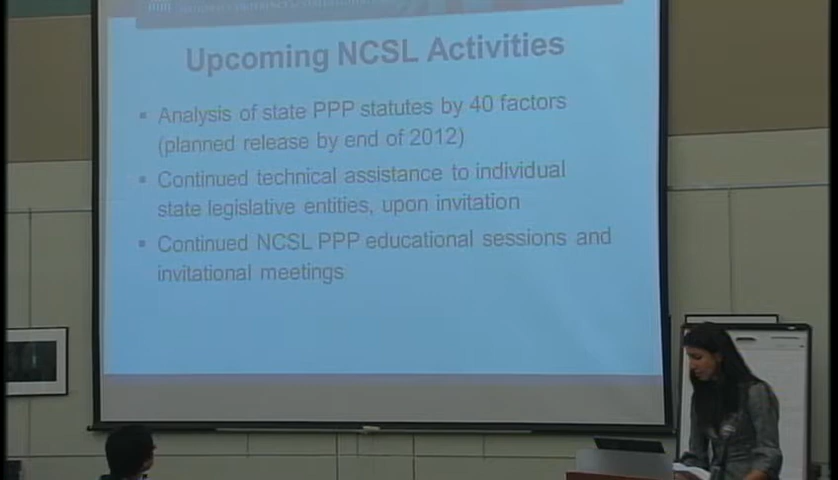 Upcoming NCSL Activities
Analysis of state PPP statutes by 40 factors
(planned release by end of 2012)
Continued technical assistance to individual
state legislative entities, upon invitation
Continued NCSL PPP educational sessions and
invitational meetings